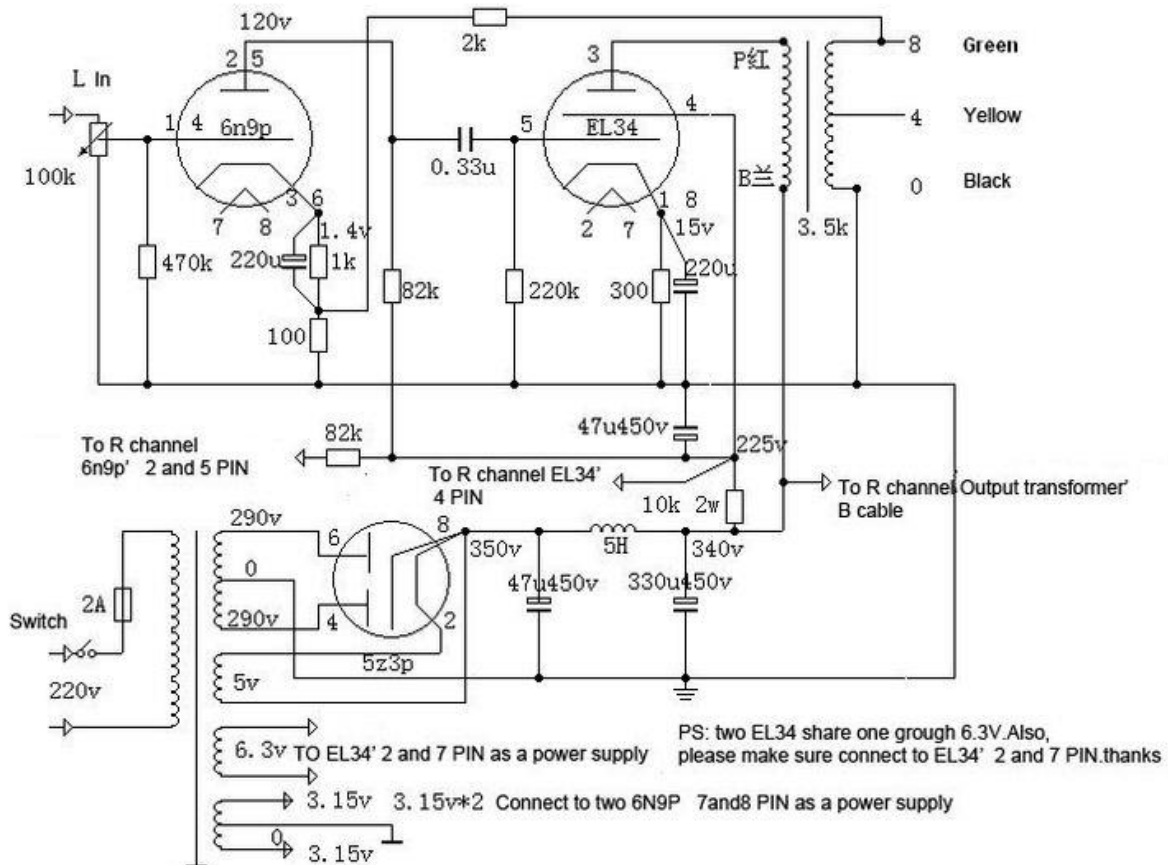 120v
2k
8 Green
2 5
3
P红
L In
4
1 4 6n9p
5 EL34
4 Yellow
0.33u
100k
B兰
0 Black
3 6
1 8
7 8
2 7
1.4v
15v
3.5k
470k
220u
1k
82k
220k
300
220u
100
To R channel
6n9p' 2 and 5 PIN
82k
47u450v
225v
To R channel EL34'
4 PIN
10k 2w
To R channel Output transformer'
B cable
290v
6
8
350v
5H
340v
0
47u450v
330u450v
2A
290v
4
2
Switch
5z3p
5v
220v
6.3v TO EL34' 2 and 7 PIN as a power supply
PS: two EL34 share one grough 6.3V.Also,
please make sure connect to EL34' 2 and 7 PIN.thanks
3.15v 3.15v*2 Connect to two 6N9P 7and8 PIN as a power supply
0
3.15v